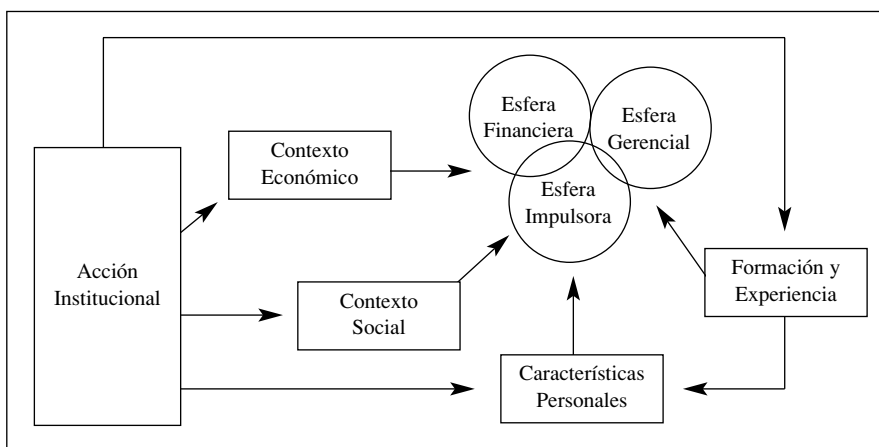 Esfera
Financiera
Esfera
Gerencial
Contexto
Económico
Esfera
Impulsora
Acción
Institucional
Contexto
Social
Formación y
Experiencia
Características
Personales